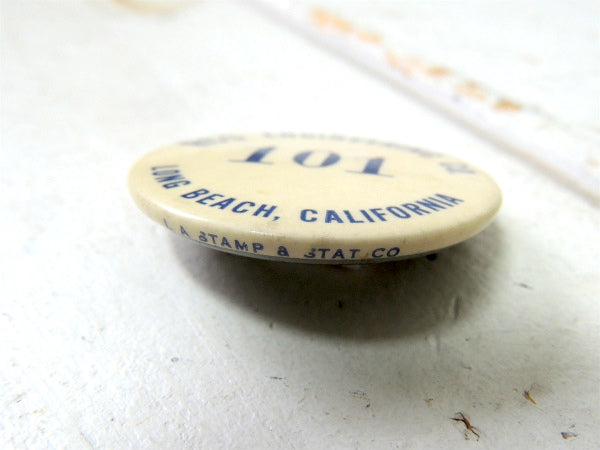 101
LONG BEACH, CALIFORNIA
L.A. STAMP & STAT. CO